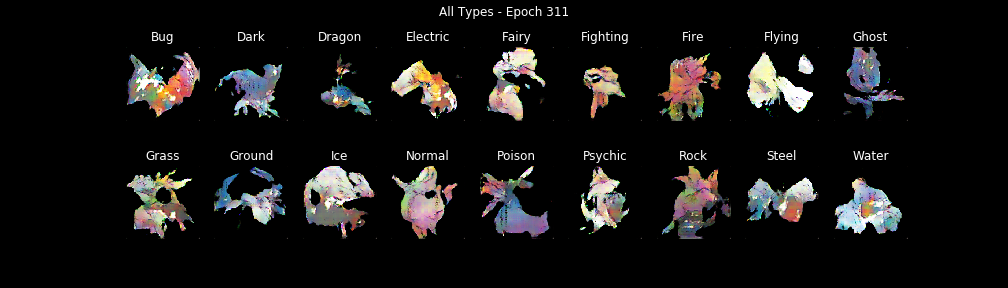 All Types - Epoch 311
Bug Dark Dragon Electric Fairy Fighting Fire Flying Ghost
Grass Ground Ice Normal Poison Psychic Rock Steel Water